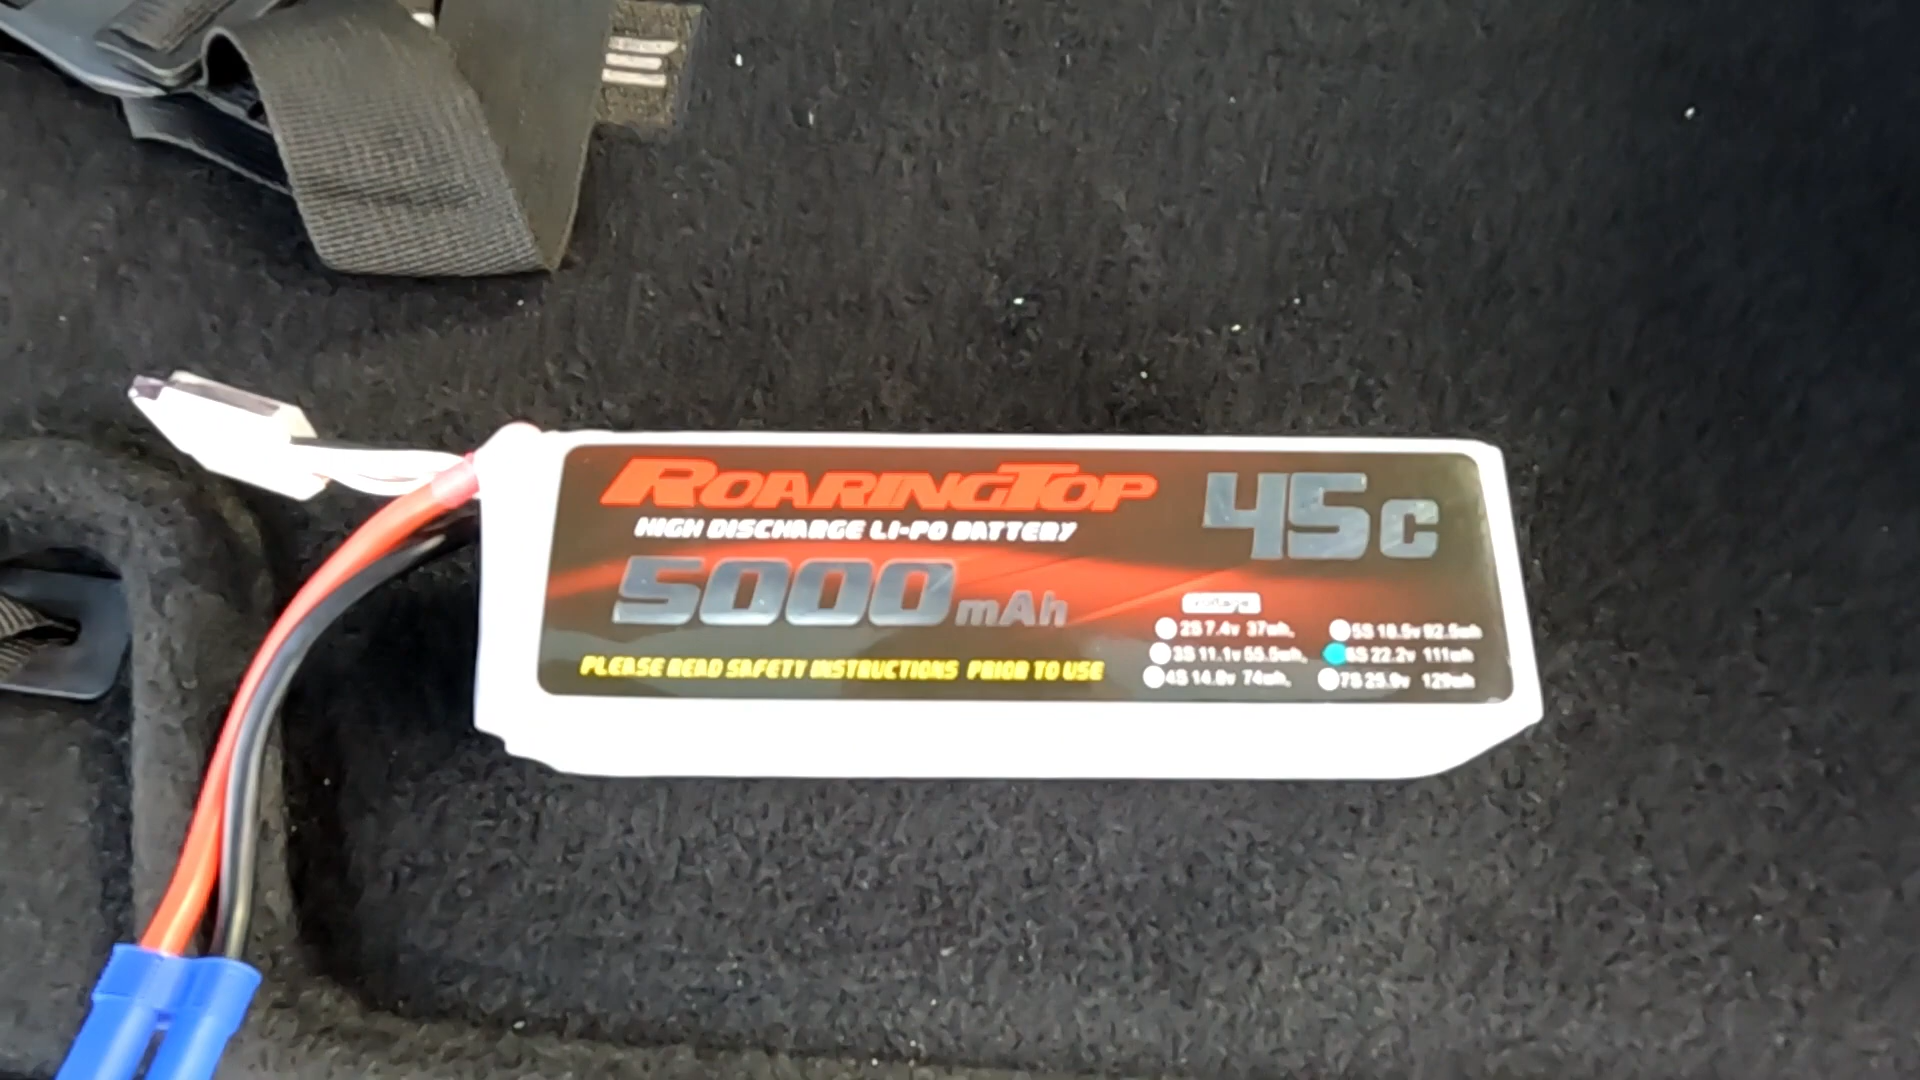 ROARINGTOP
45C
HIGH DISCHARGE LI-PO BATTERY
5000mAh
2S 7.4v 37wh,
5S 18.5v 92.5wh
3S 11.1v 55.5wh,
6S 22.2v 111wh
4S 14.8v 74wh,
7S 25.9v 129wh
PLEASE READ SAFETY INSTRUCTIONS PRIOR TO USE